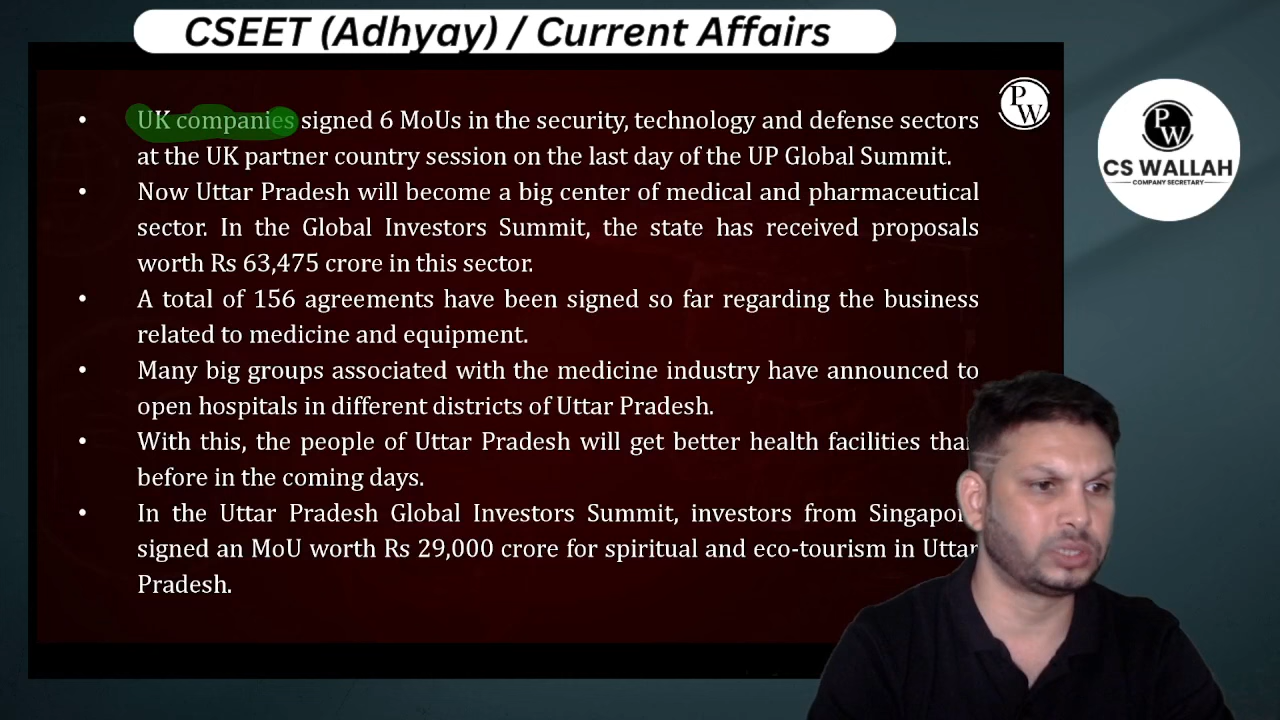 CSEET (Adhyay) / Current Affairs
PW
PW
CS WALLAH
COMPANY SECRETARY
• UK companies signed 6 MoUs in the security, technology and defense sectors
at the UK partner country session on the last day of the UP Global Summit.
• Now Uttar Pradesh will become a big center of medical and pharmaceutical
sector. In the Global Investors Summit, the state has received proposals
worth Rs 63,475 crore in this sector.
• A total of 156 agreements have been signed so far regarding the business
related to medicine and equipment.
• Many big groups associated with the medicine industry have announced to
open hospitals in different districts of Uttar Pradesh.
• With this, the people of Uttar Pradesh will get better health facilities than
before in the coming days.
• In the Uttar Pradesh Global Investors Summit, investors from Singapore
signed an MoU worth Rs 29,000 crore for spiritual and eco-tourism in Uttar
Pradesh.